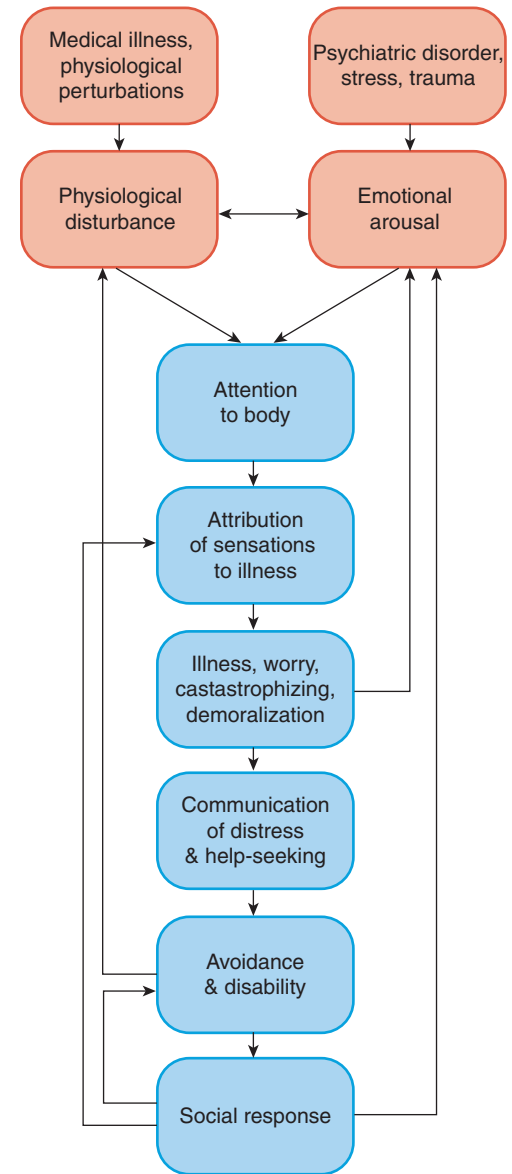 Medical illness,
physiological
perturbations
Psychiatric disorder,
stress, trauma
Physiological
disturbance
Emotional
arousal
Attention
to body
Attribution
of sensations
to illness
Illness, worry,
castastrophizing,
demoralization
Communication
of distress
& help-seeking
Avoidance
& disability
Social response